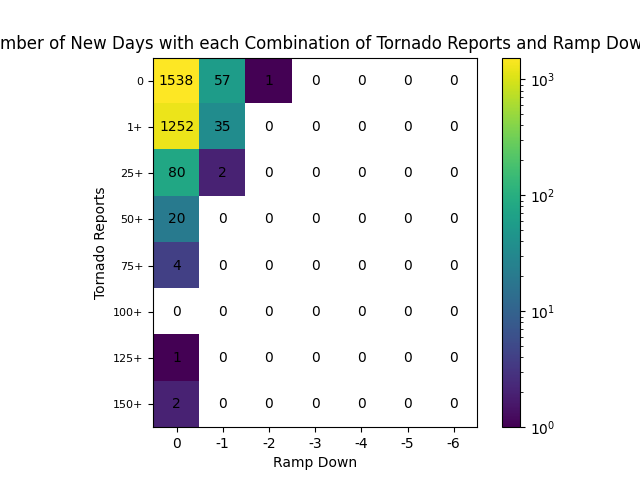 mber of New Days with each Combination of Tornado Reports and Ramp Dow
0 1538 57 1 0 0 0 0
1+ 1252 35 0 0 0 0 0
25+ 80 2 0 0 0 0 0
50+ 20 0 0 0 0 0 0
75+ 4 0 0 0 0 0 0
100+ 0 0 0 0 0 0 0
125+ 1 0 0 0 0 0 0
150+ 2 0 0 0 0 0 0
0 -1 -2 -3 -4 -5 -6
Ramp Down
Tornado Reports
10³
10²
10¹
10⁰